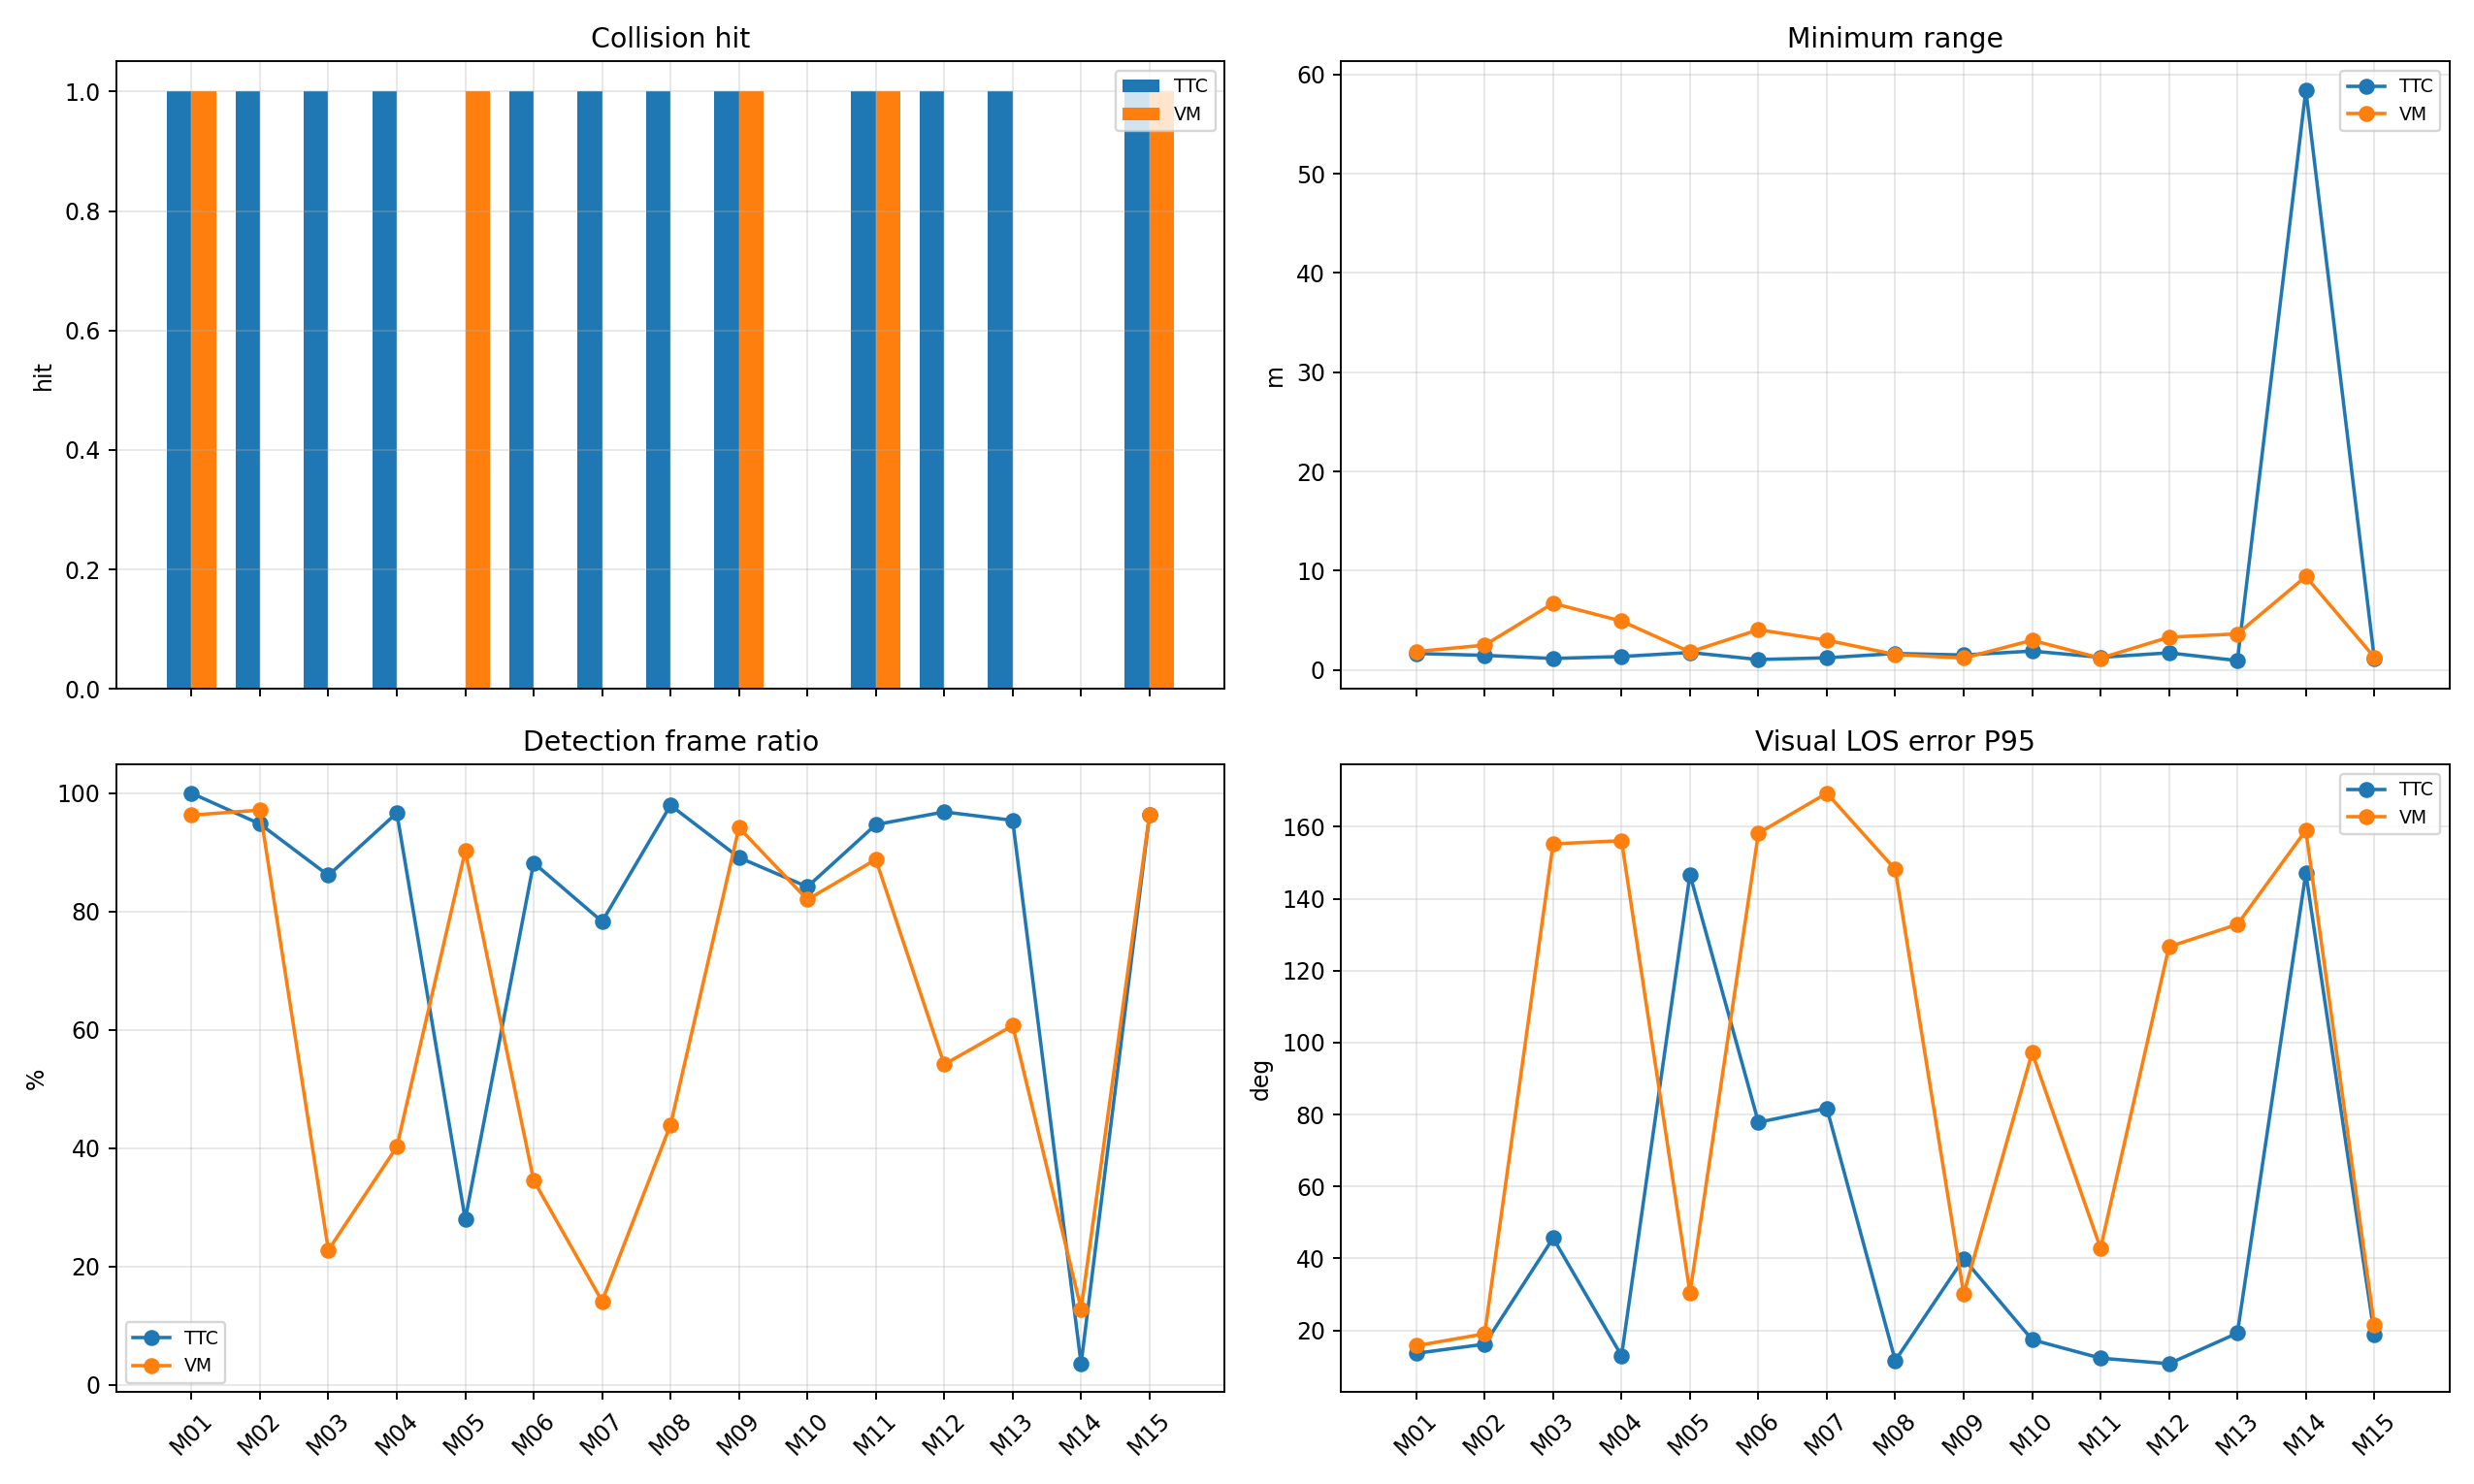 Collision hit
1.0
0.8
0.6
0.4
0.2
0.0
hit
TTC
VM
Minimum range
60
50
40
30
20
10
0
m
TTC
VM
Detection frame ratio
100
80
60
40
20
0
%
TTC
VM
M01 M02 M03 M04 M05 M06 M07 M08 M09 M10 M11 M12 M13 M14 M15
Visual LOS error P95
160
140
120
100
80
60
40
20
deg
TTC
VM
M01 M02 M03 M04 M05 M06 M07 M08 M09 M10 M11 M12 M13 M14 M15